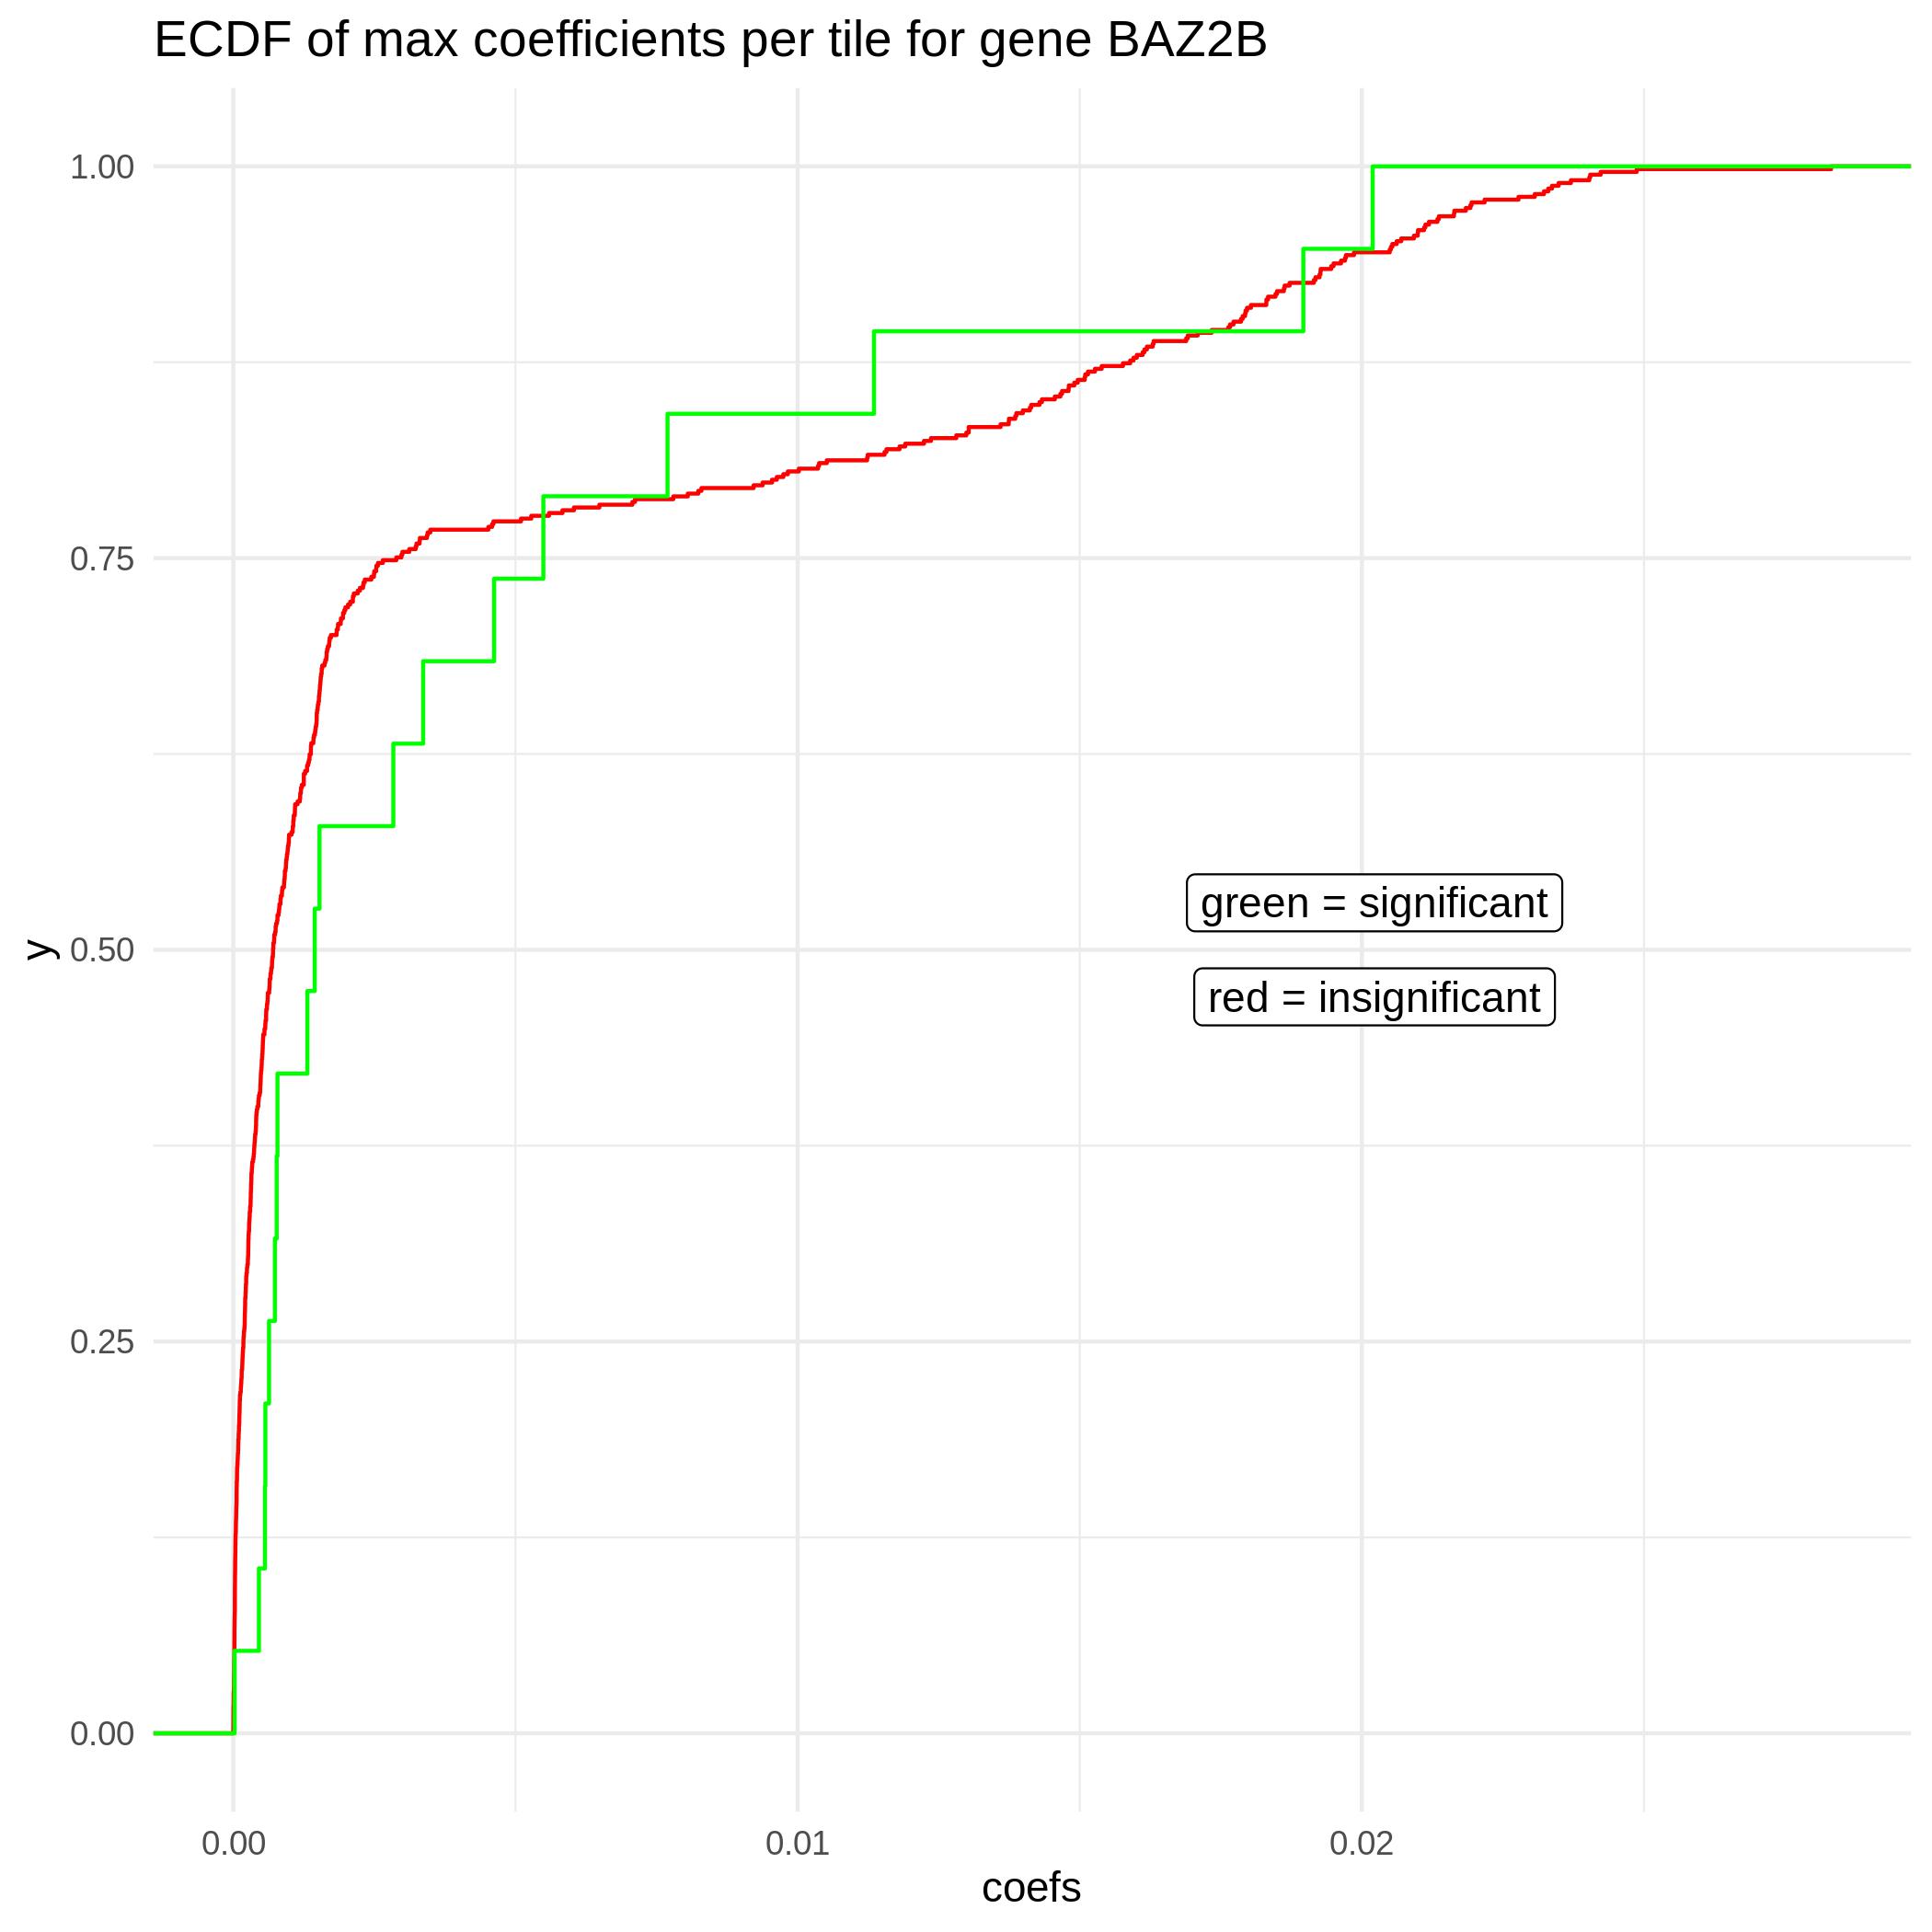 ECDF of max coefficients per tile for gene BAZ2B
1.00
0.75
0.50
0.25
0.00
y
green = significant
red = insignificant
0.00 0.01 0.02
coefs